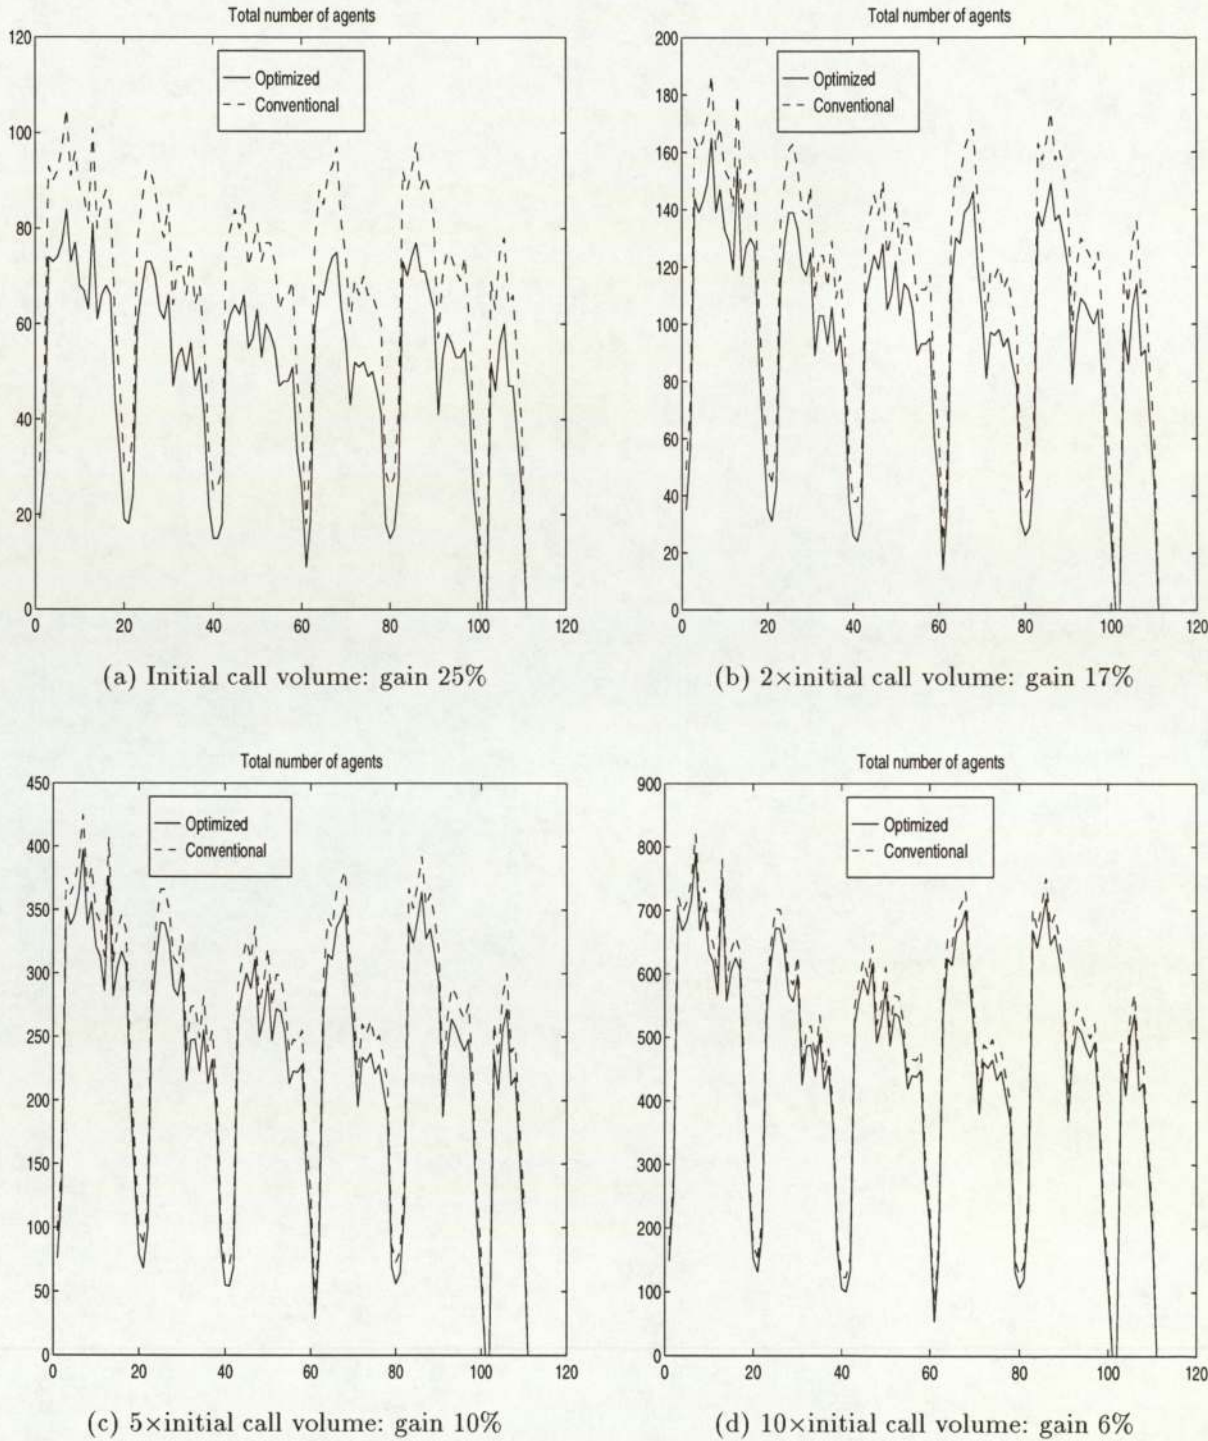 Total number of agents
120
100
80
60
40
20
0
Optimized
Conventional
0 20 40 60 80 100 120
(a) Initial call volume: gain 25%
Total number of agents
200
180
160
140
120
100
80
60
40
20
0
Optimized
Conventional
0 20 40 60 80 100 120
(b) 2×initial call volume: gain 17%
Total number of agents
450
400
350
300
250
200
150
100
50
0
Optimized
Conventional
0 20 40 60 80 100 120
(c) 5×initial call volume: gain 10%
Total number of agents
900
800
700
600
500
400
300
200
100
0
Optimized
Conventional
0 20 40 60 80 100 120
(d) 10×initial call volume: gain 6%